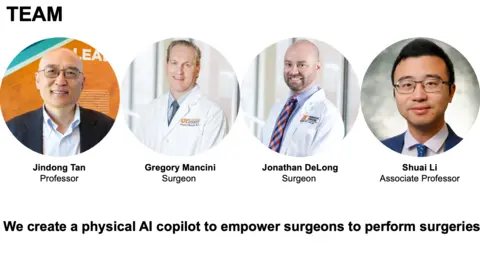 TEAM
LEA
Jindong Tan
Professor
Gregory Mancini
Surgeon
Jonathan DeLong
Surgeon
Shuai Li
Associate Professor
We create a physical AI copilot to empower surgeons to perform surgeries